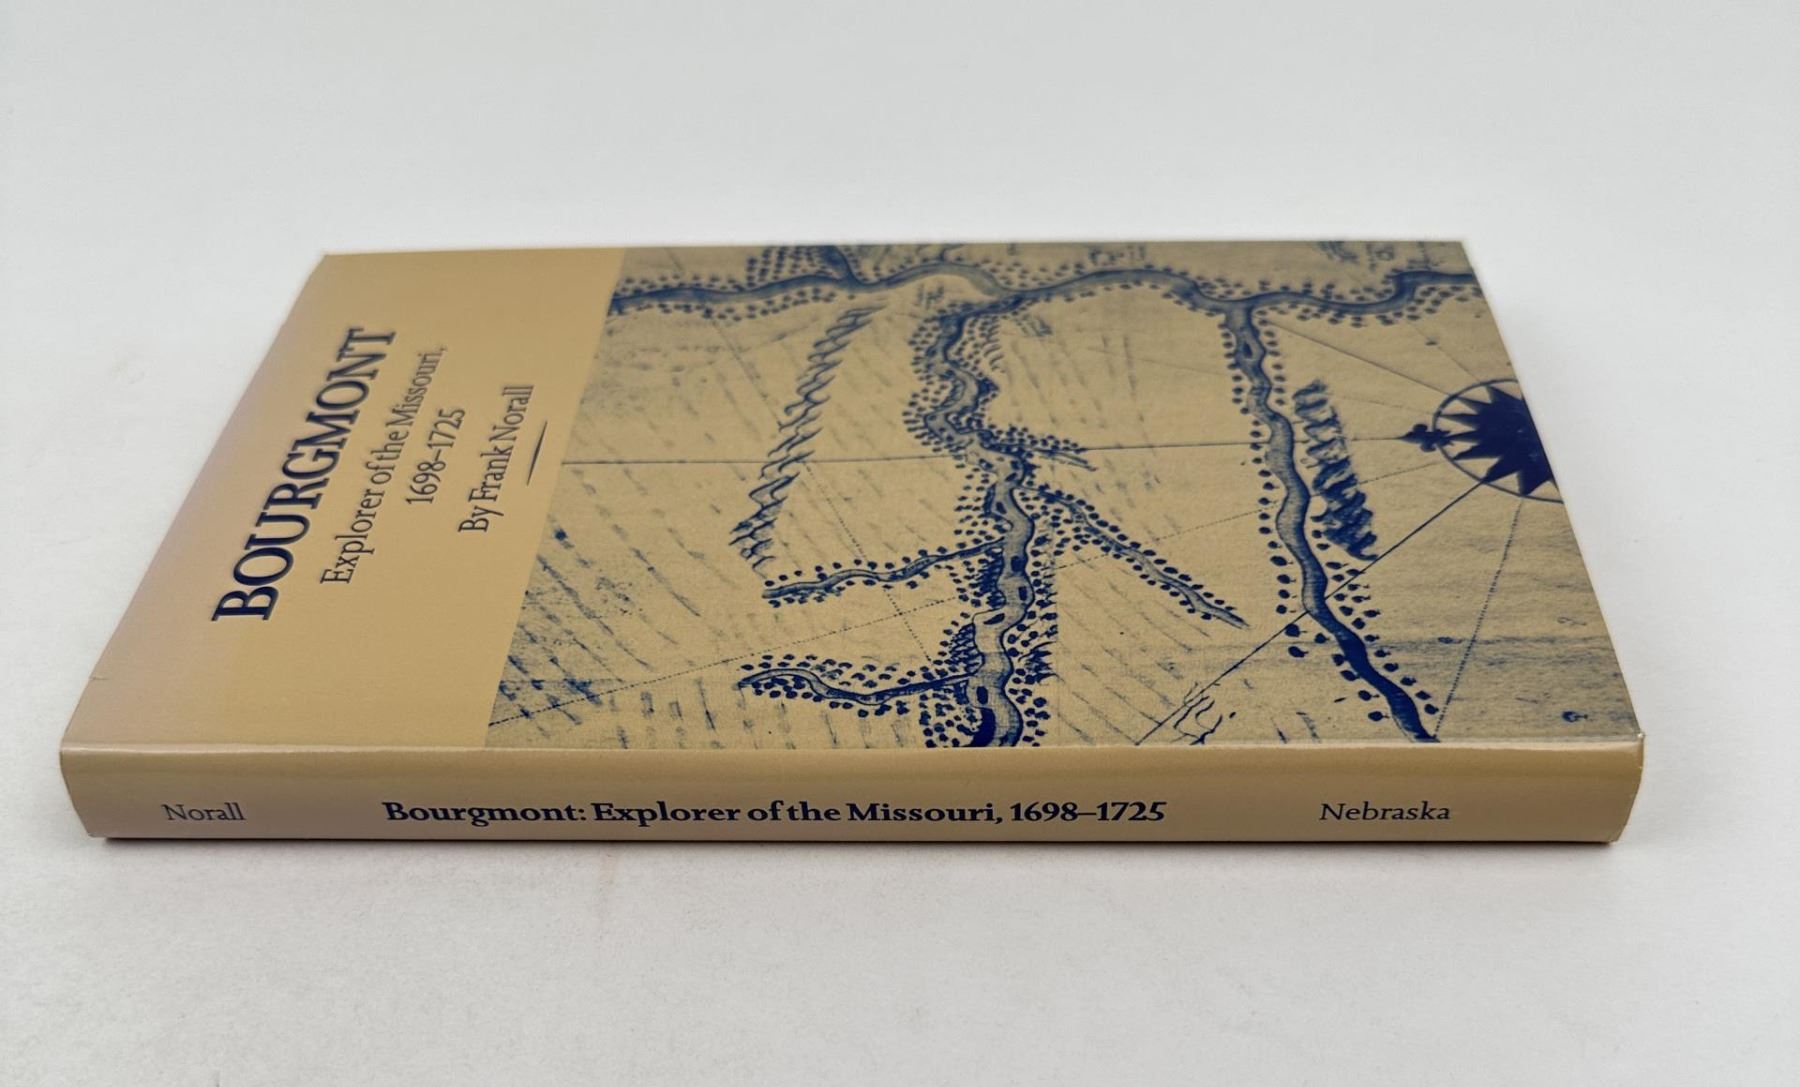 BOURGMONT
Explorer of the Missouri,
1698–1725
By Frank Norall
Norall
Bourgmont: Explorer of the Missouri, 1698–1725
Nebraska